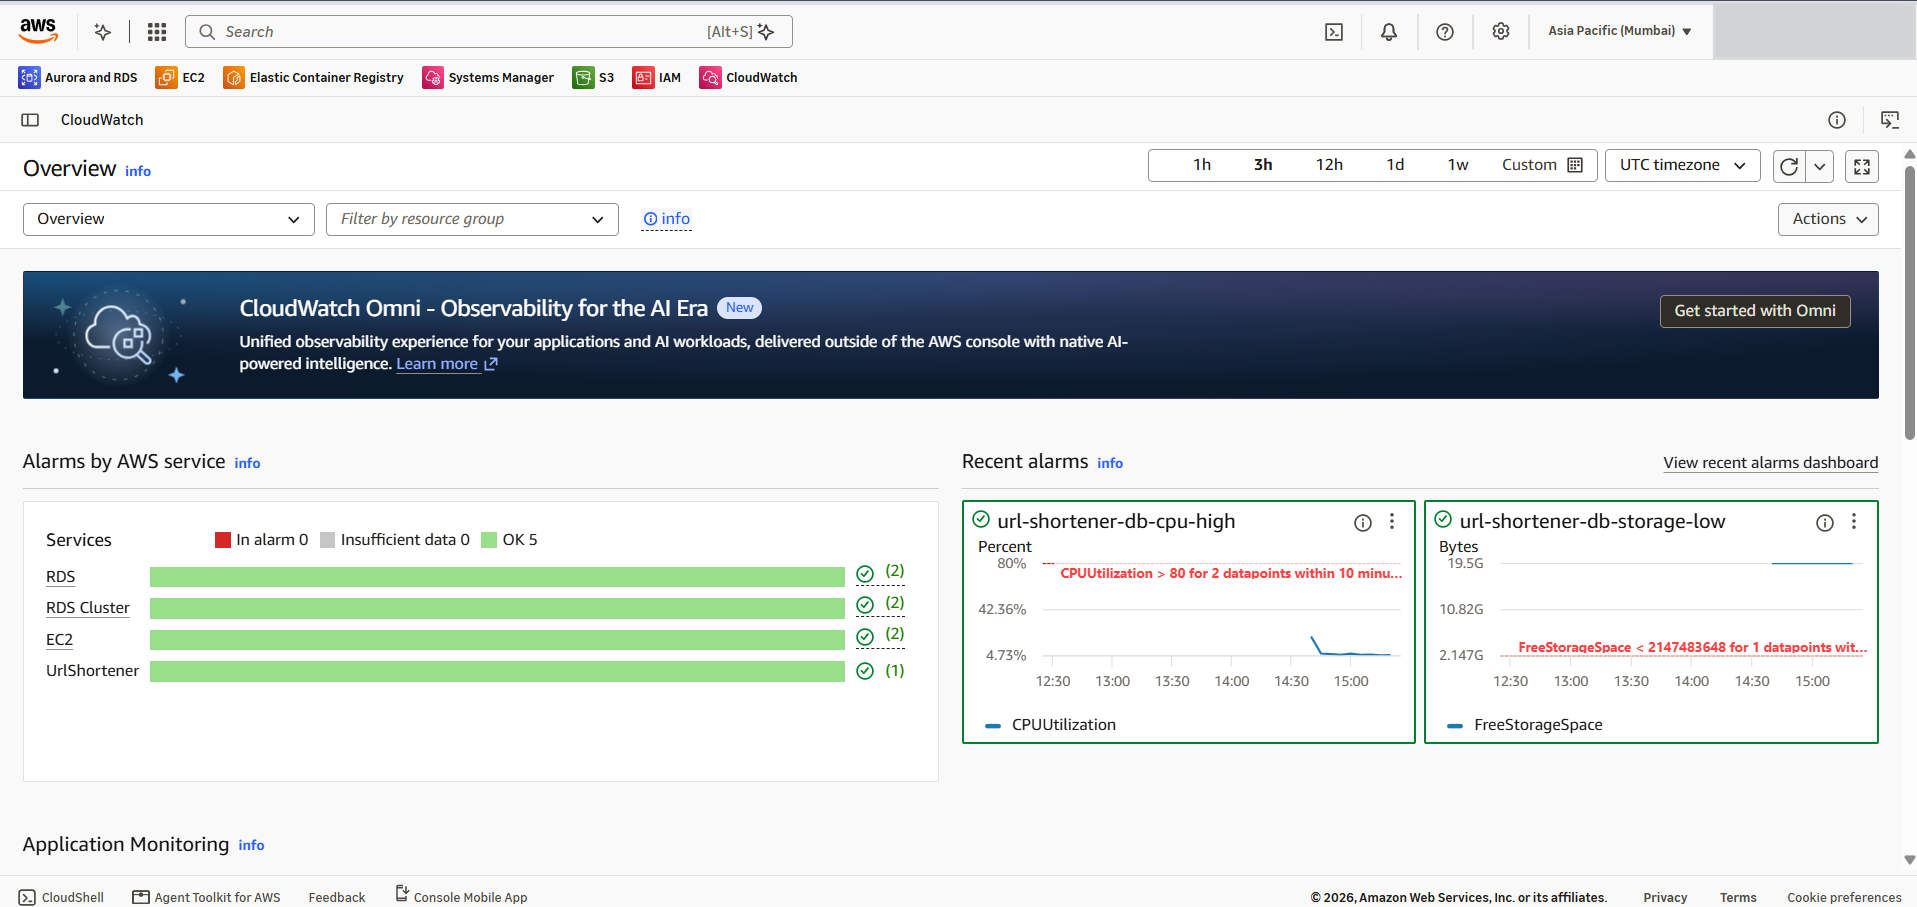 aws
Search [Alt+S]
Asia Pacific (Mumbai)
Aurora and RDS EC2 Elastic Container Registry Systems Manager S3 IAM CloudWatch
CloudWatch
Overview info
1h 3h 12h 1d 1w Custom UTC timezone
Overview Filter by resource group info Actions
CloudWatch Omni - Observability for the AI Era New
Get started with Omni
Unified observability experience for your applications and AI workloads, delivered outside of the AWS console with native AI-
powered intelligence. Learn more
Alarms by AWS service info
Services In alarm 0 Insufficient data 0 OK 5
RDS (2)
RDS Cluster (2)
EC2 (2)
UrlShortener (1)
Recent alarms info
View recent alarms dashboard
url-shortener-db-cpu-high
Percent
80%
CPUUtilization > 80 for 2 datapoints within 10 minu...
42.36%
4.73%
12:30 13:00 13:30 14:00 14:30 15:00
CPUUtilization
url-shortener-db-storage-low
Bytes
19.5G
10.82G
FreeStorageSpace < 2147483648 for 1 datapoints wit...
2.147G
12:30 13:00 13:30 14:00 14:30 15:00
FreeStorageSpace
Application Monitoring info
CloudShell Agent Toolkit for AWS Feedback Console Mobile App
© 2026, Amazon Web Services, Inc. or its affiliates. Privacy Terms Cookie preferences